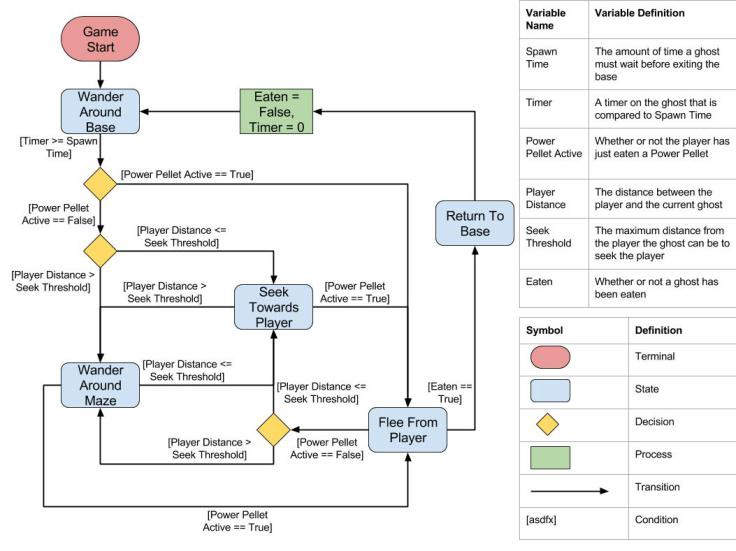 Game
Start
Wander
Around
Base
Eaten =
False,
Timer = 0
[Timer >= Spawn
Time]
[Power Pellet Active == True]
[Power Pellet
Active == False]
[Player Distance <=
Seek Threshold]
Return To
Base
[Player Distance >
Seek Threshold]
[Player Distance >
Seek Threshold]
Seek
Towards
Player
[Power Pellet
Active == True]
Wander
Around
Maze
[Player Distance <=
Seek Threshold]
[Player Distance <=
Seek Threshold]
[Eaten ==
True]
[Player Distance >
Seek Threshold]
[Power Pellet
Active == False]
Flee From
Player
[Power Pellet
Active == True]
Variable
Name
Variable Definition
Spawn
Time
The amount of time a ghost
must wait before exiting the
base
Timer
A timer on the ghost that is
compared to Spawn Time
Power
Pellet Active
Whether or not the player has
just eaten a Power Pellet
Player
Distance
The distance between the
player and the current ghost
Seek
Threshold
The maximum distance from
the player the ghost can be to
seek the player
Eaten
Whether or not a ghost has
been eaten
Symbol
Definition
Terminal
State
Decision
Process
Transition
[asdfx]
Condition